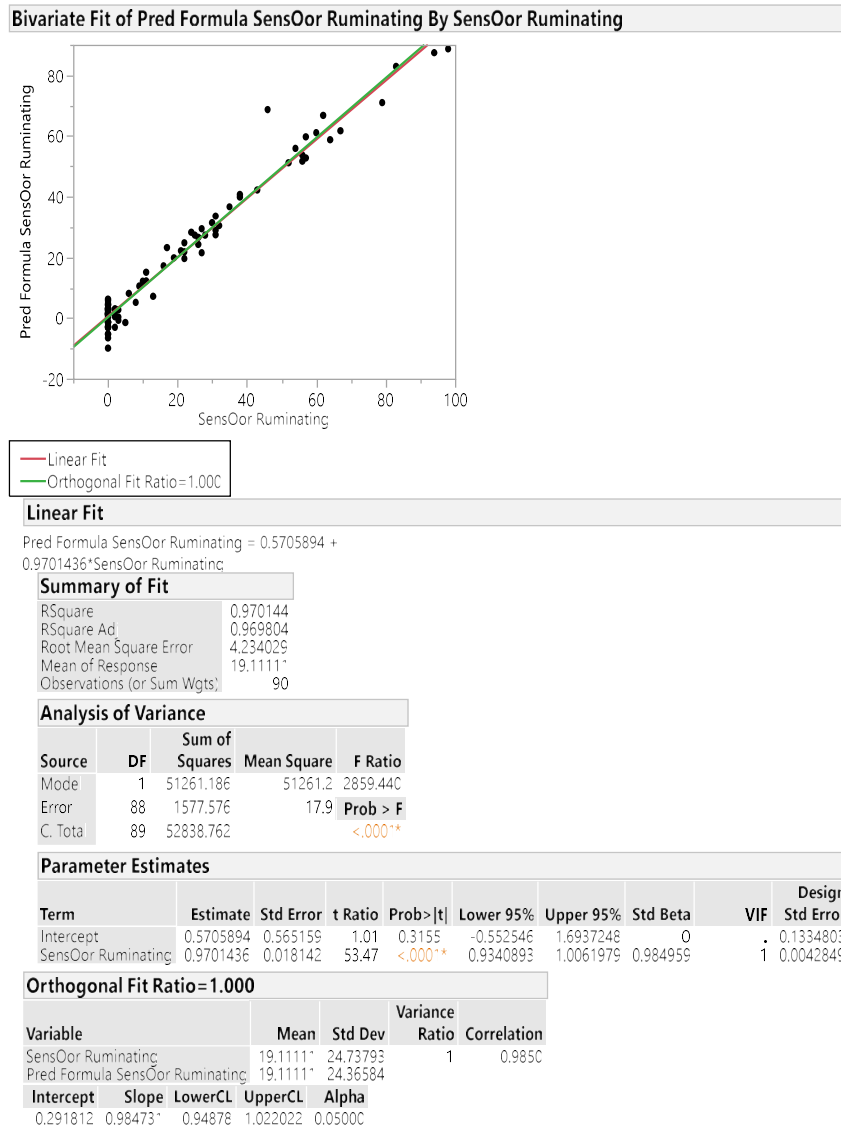 Bivariate Fit of Pred Formula SensOor Ruminating By SensOor Ruminating
80
60
40
20
0
-20
Pred Formula SensOor Ruminating
0 20 40 60 80 100
SensOor Ruminating
Linear Fit
Orthogonal Fit Ratio=1.000
Linear Fit
Pred Formula SensOor Ruminating = 0.5705894 +
0.9701436*SensOor Ruminating
Summary of Fit
RSquare 0.970144
RSquare Adj 0.969804
Root Mean Square Error 4.234029
Mean of Response 19.11111
Observations (or Sum Wgts) 90
Analysis of Variance
Sum of
Source DF Squares Mean Square F Ratio
Model 1 51261.186 51261.2 2859.440
Error 88 1577.576 17.9 Prob > F
C. Total 89 52838.762 <.0001*
Parameter Estimates
Design
Term Estimate Std Error t Ratio Prob>|t| Lower 95% Upper 95% Std Beta VIF Std Error
Intercept 0.5705894 0.565159 1.01 0.3155 -0.552546 1.6937248 0 . 0.1334803
SensOor Ruminating 0.9701436 0.018142 53.47 <.0001* 0.9340893 1.0061979 0.984959 1 0.0042849
Orthogonal Fit Ratio=1.000
Variance
Variable Mean Std Dev Ratio Correlation
SensOor Ruminating 19.11111 24.73793 1 0.9850
Pred Formula SensOor Ruminating 19.11111 24.36584
Intercept Slope LowerCL UpperCL Alpha
0.291812 0.984731 0.94878 1.022022 0.05000